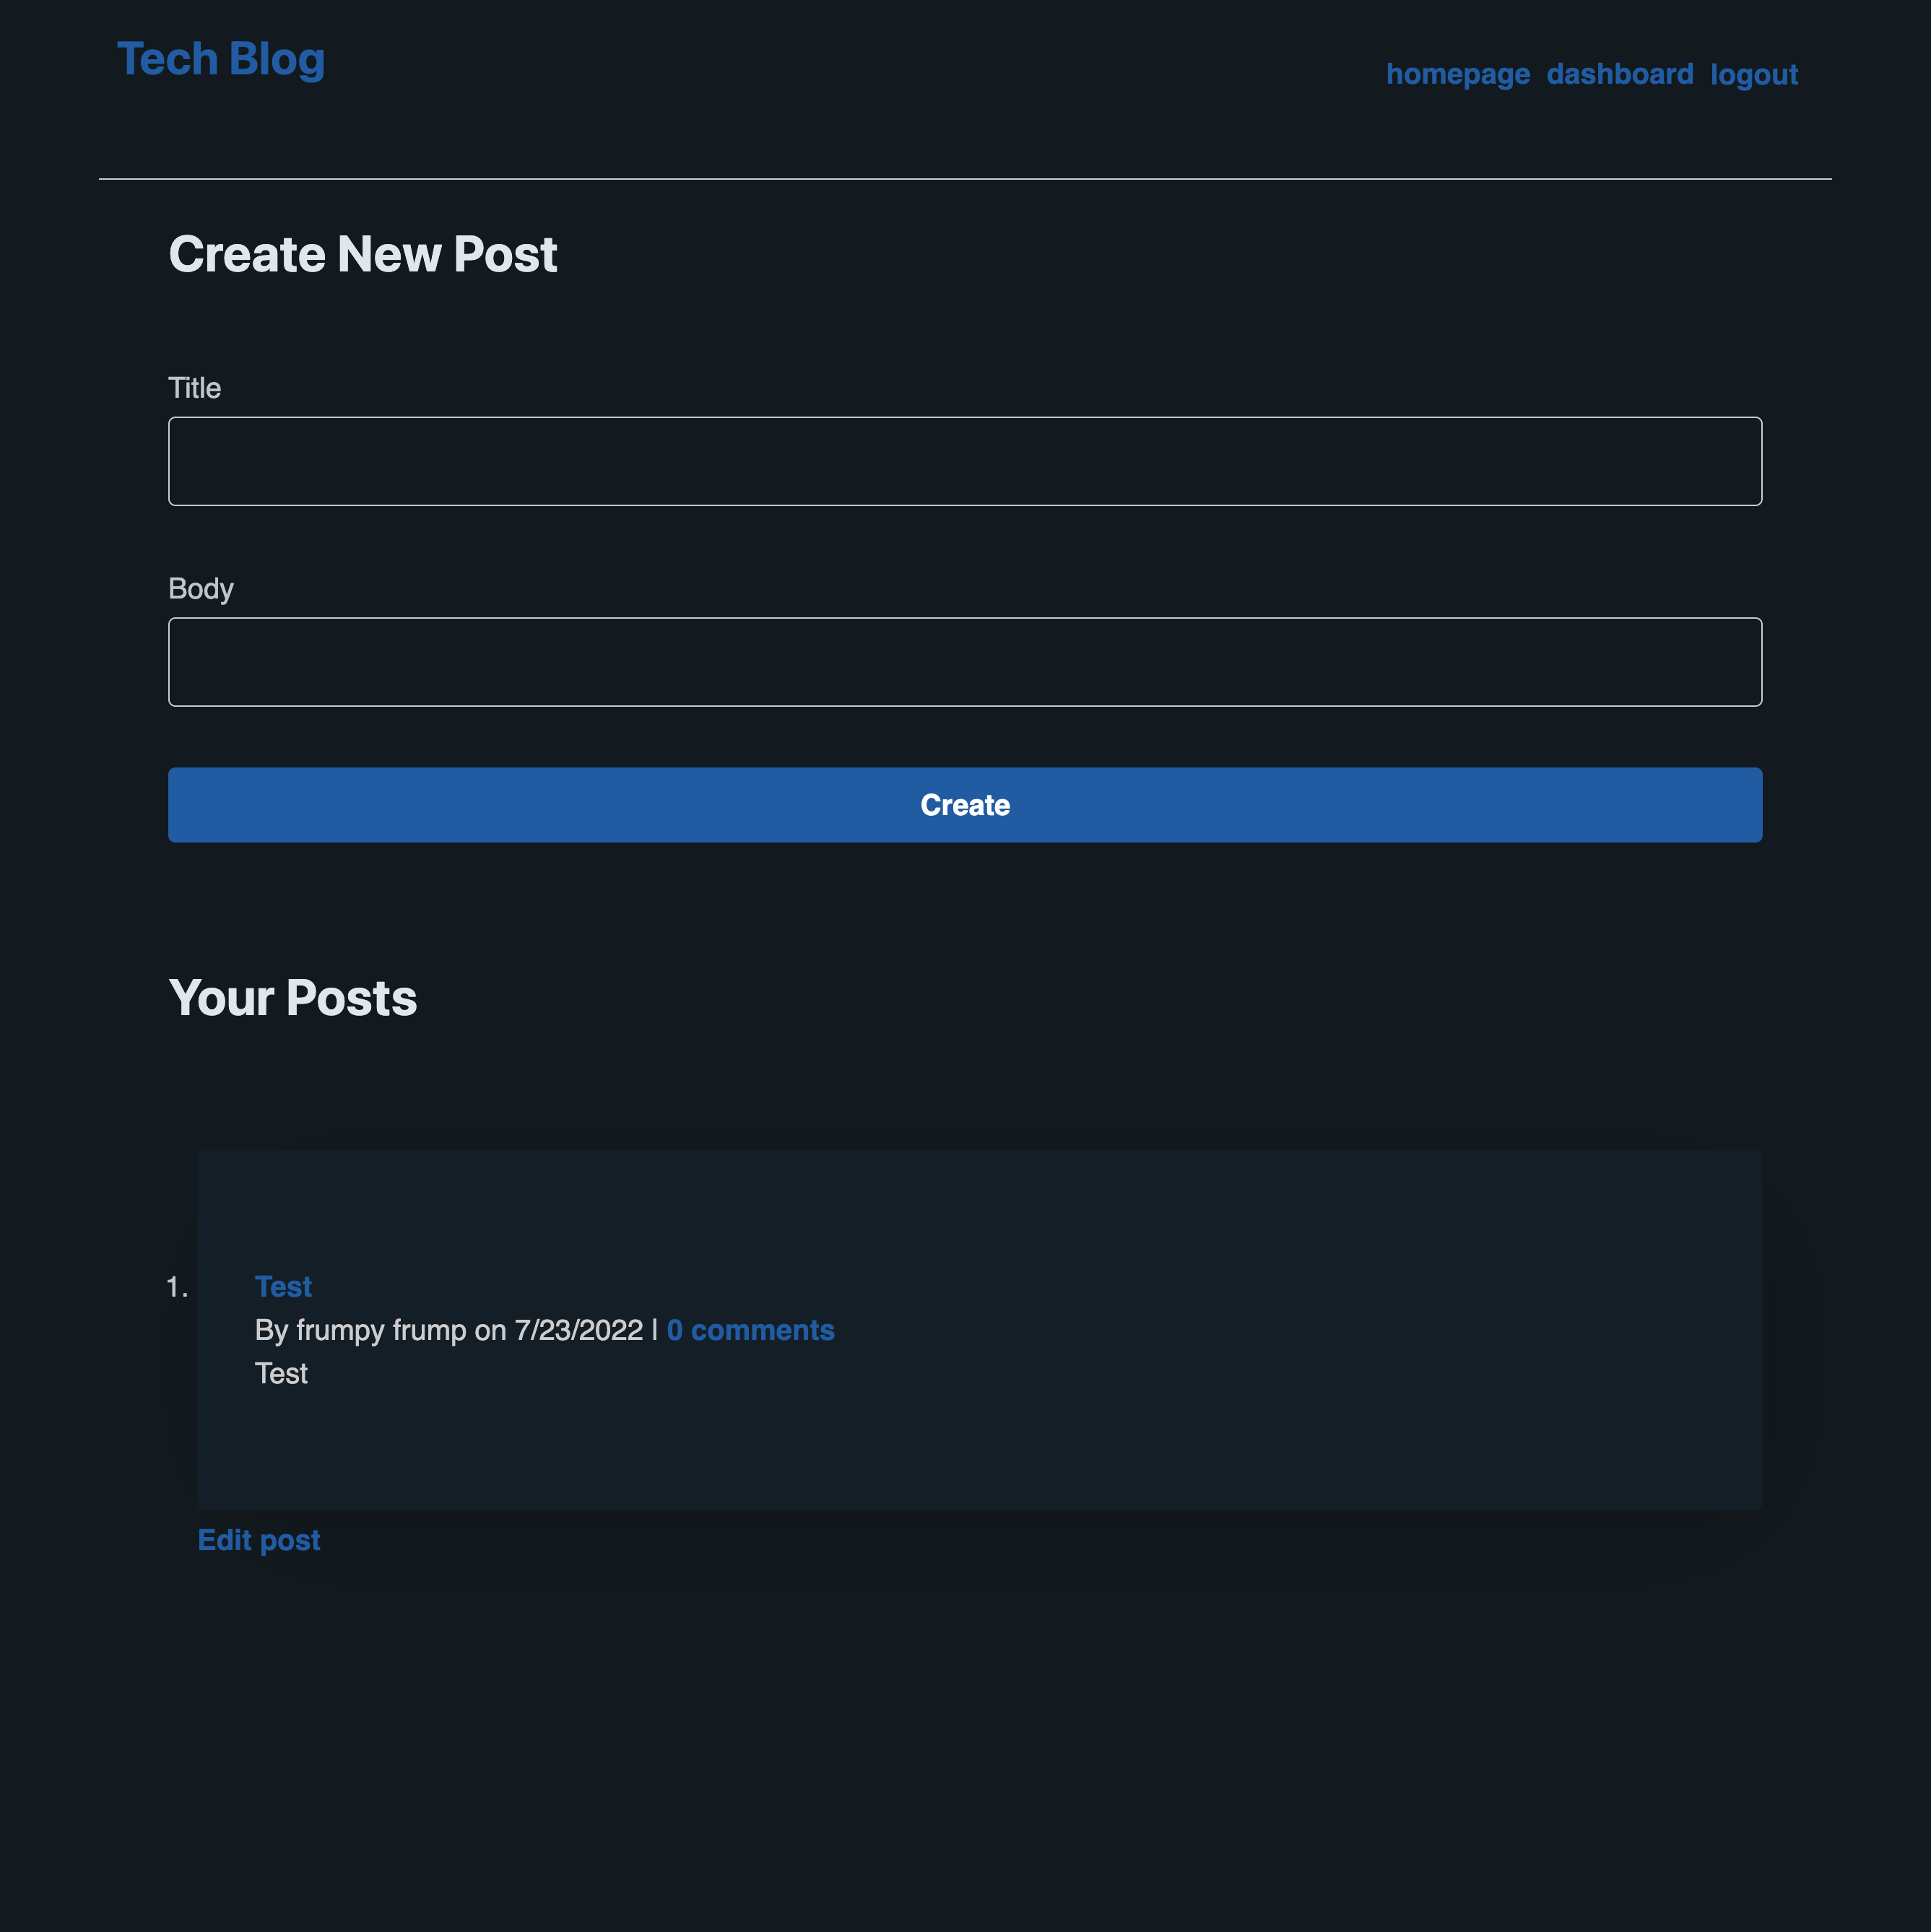 Tech Blog
homepage dashboard logout
Create New Post
Title
Body
Create
Your Posts
1. Test
By frumpy frump on 7/23/2022 | 0 comments
Test
Edit post